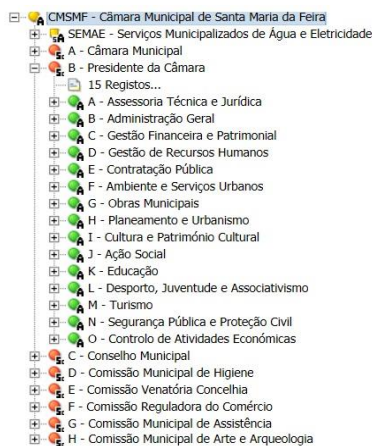 CMSMF - Câmara Municipal de Santa Maria da Feira
SEMAE - Serviços Municipalizados de Água e Eletricidade
A - Câmara Municipal
B - Presidente da Câmara
15 Registos...
A - Assessoria Técnica e Jurídica
B - Administração Geral
C - Gestão Financeira e Patrimonial
D - Gestão de Recursos Humanos
E - Contratação Pública
F - Ambiente e Serviços Urbanos
G - Obras Municipais
H - Planeamento e Urbanismo
I - Cultura e Património Cultural
J - Ação Social
K - Educação
L - Desporto, Juventude e Associativismo
M - Turismo
N - Segurança Pública e Proteção Civil
O - Controlo de Atividades Económicas
C - Conselho Municipal
D - Comissão Municipal de Higiene
E - Comissão Venatória Concelhia
F - Comissão Reguladora do Comércio
G - Comissão Municipal de Assistência
H - Comissão Municipal de Arte e Arqueologia